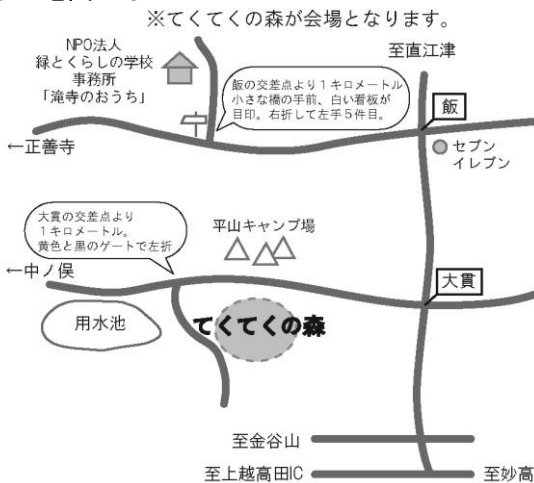 ※てくてくの森が会場となります。
NPO法人
緑とくらしの学校
事務所
「滝寺のおうち」
至直江津
飯の交差点より1キロメートル
小さな橋の手前、白い看板が
目印。右折して左手5件目。
飯
←正善寺
セブン
イレブン
大貫の交差点より
1キロメートル。
黄色と黒のゲートで左折
平山キャンプ場
←中ノ俣
大貫
用水池
てくてくの森
至金谷山
至上越高田IC
至妙高